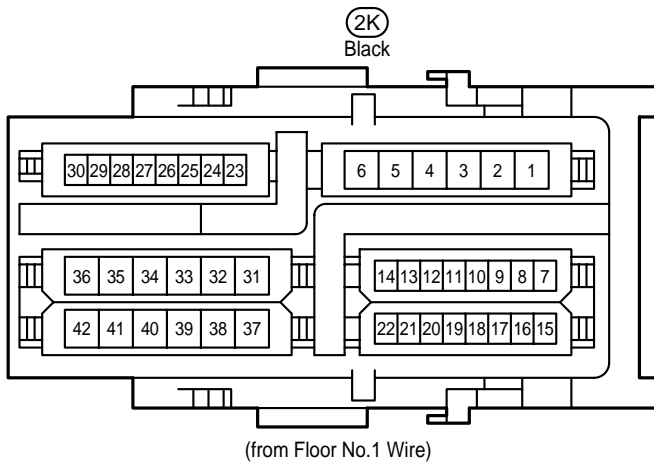 2K
Black
30 29 28 27 26 25 24 23
6 5 4 3 2 1
36 35 34 33 32 31
14 13 12 11 10 9 8 7
42 41 40 39 38 37
22 21 20 19 18 17 16 15
(from Floor No.1 Wire)